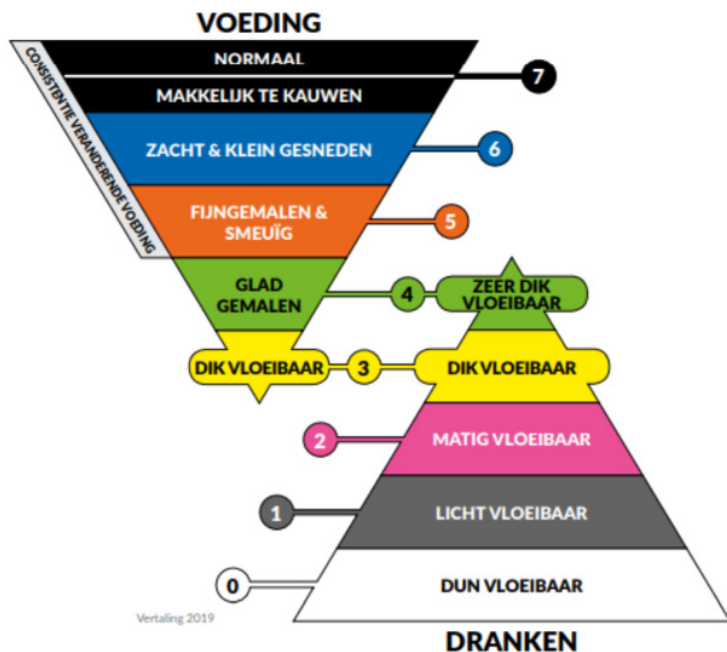 VOEDING
NORMAAL
7
MAKKELIJK TE KAUWEN
CONSISTENTIE VERANDERENDE VOEDING
ZACHT & KLEIN GESNEDEN
6
FIJNGEMALEN &
SMEUÏG
5
GLAD
GEMALEN
4
ZEER DIK
VLOEIBAAR
DIK VLOEIBAAR
3
DIK VLOEIBAAR
2
MATIG VLOEIBAAR
1
LICHT VLOEIBAAR
0
DUN VLOEIBAAR
Vertaling 2019
DRANKEN